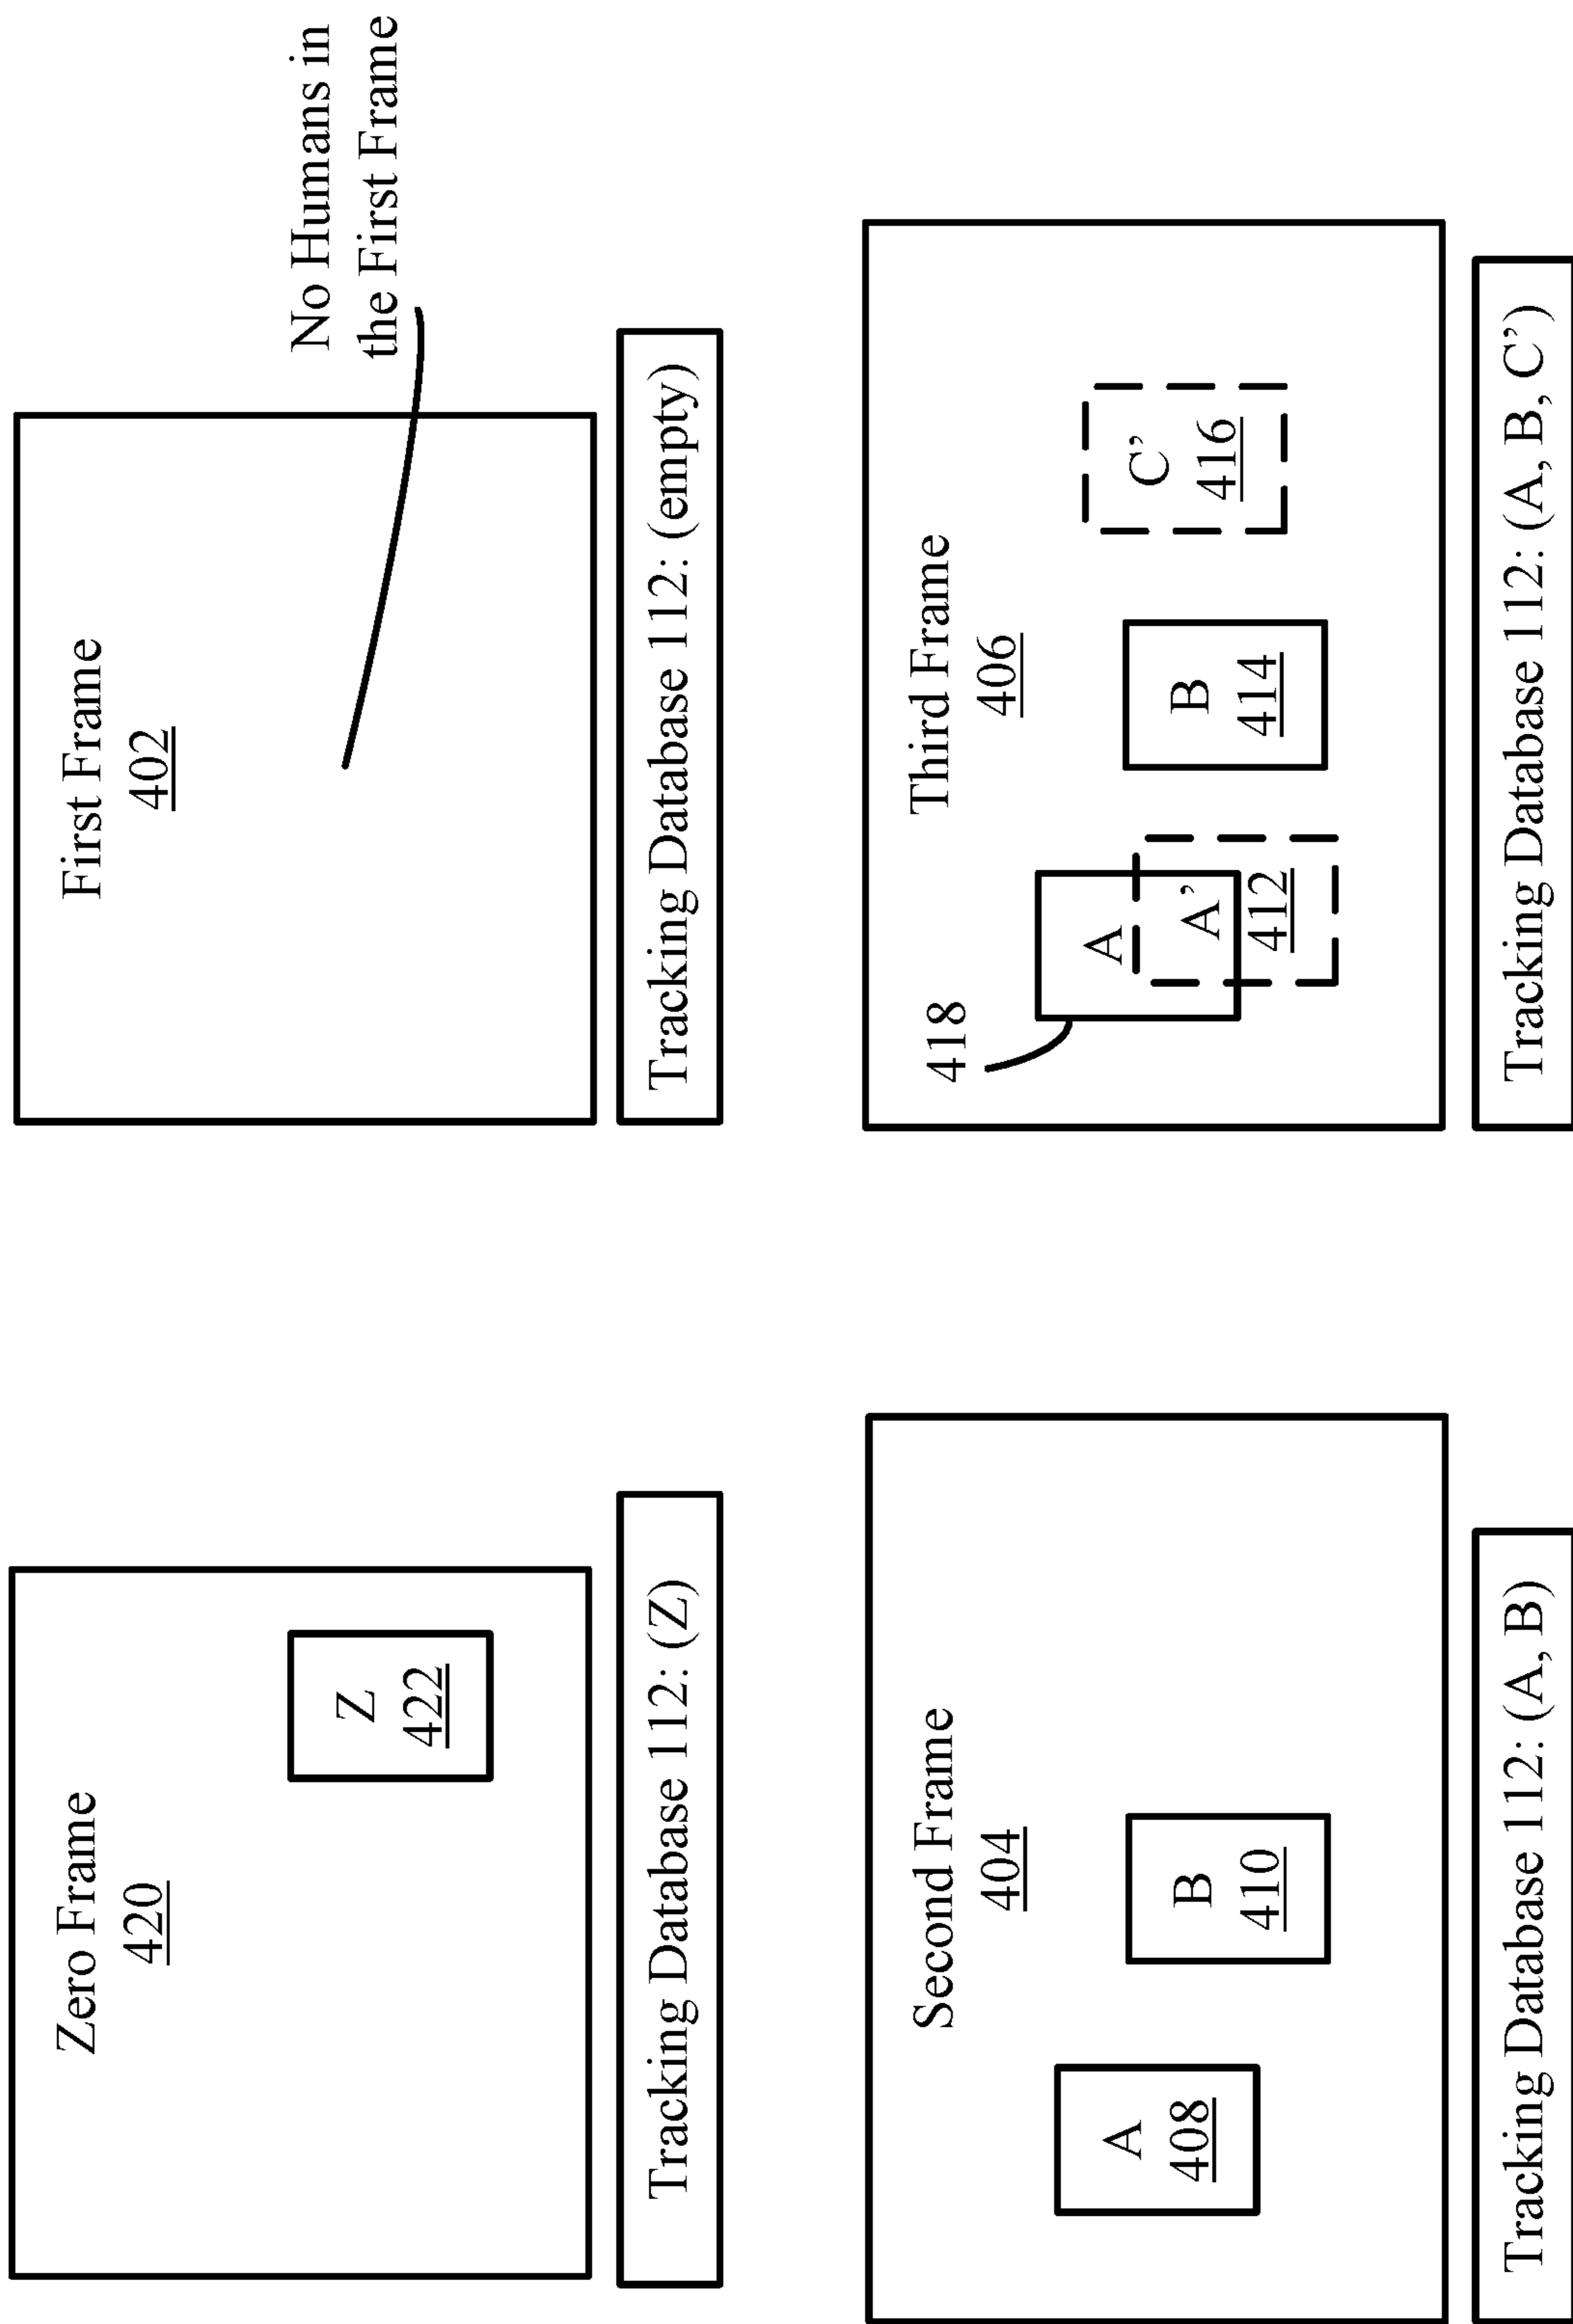 Zero Frame
420
Z
422
Tracking Database 112: (Z)
First Frame
402
No Humans in
the First Frame
Tracking Database 112: (empty)
Second Frame
404
A
408
B
410
Tracking Database 112: (A, B)
Third Frame
406
418
A
A’
412
B
414
C’
416
Tracking Database 112: (A, B, C’)